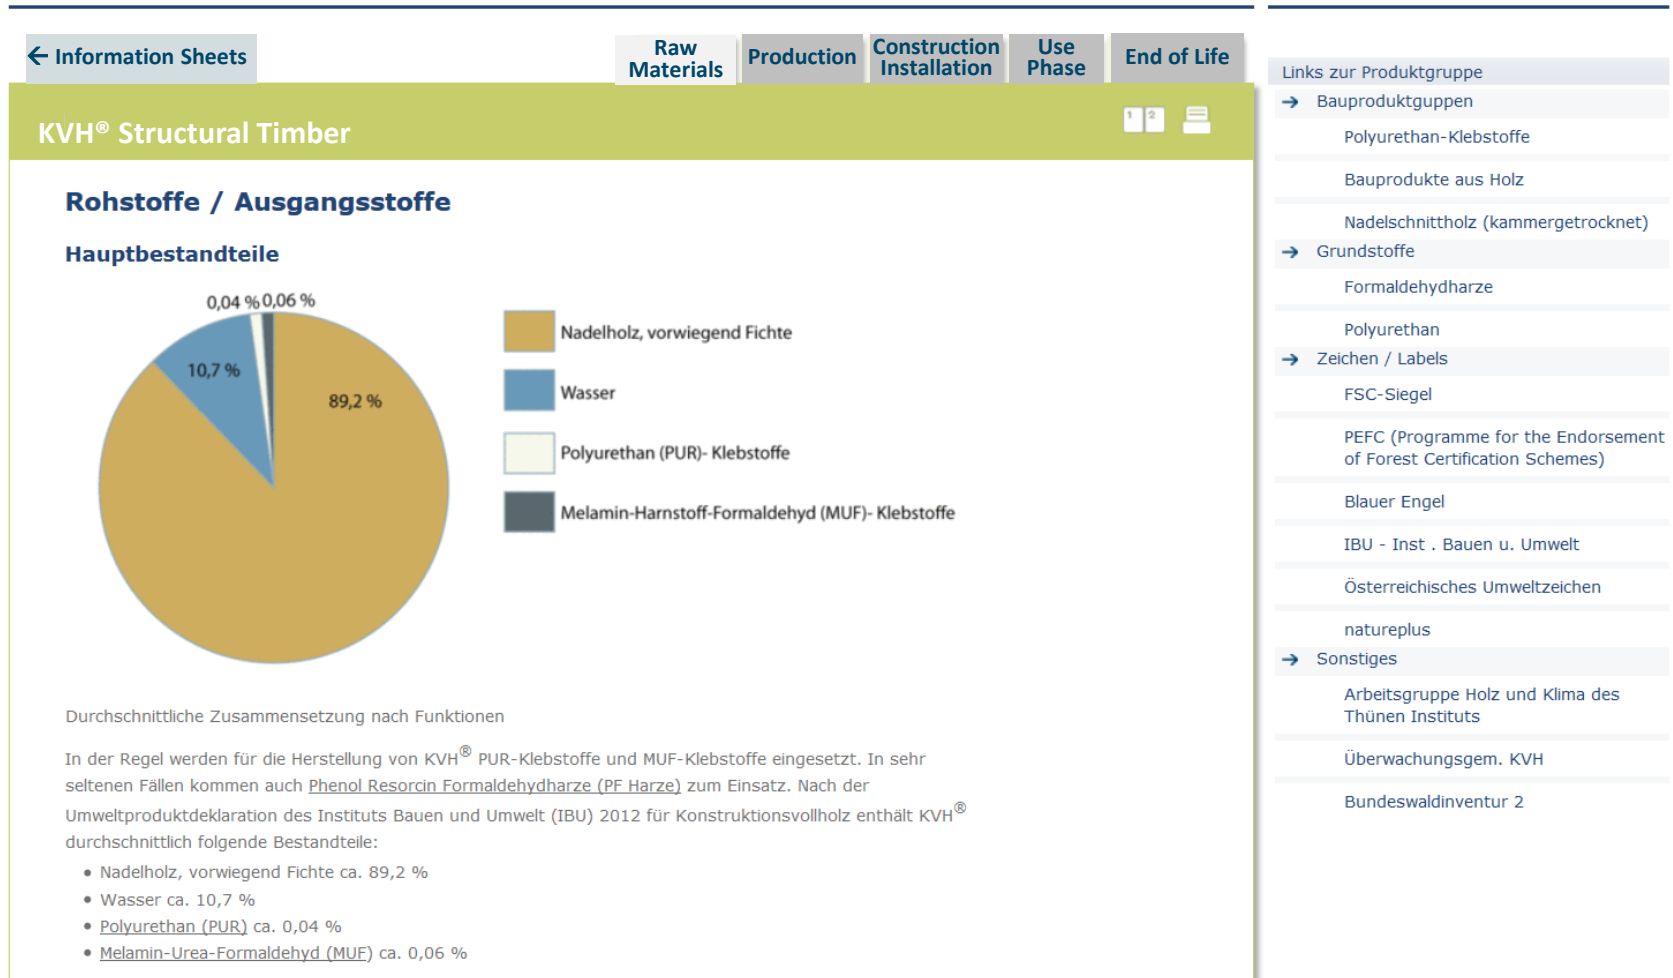 ← Information Sheets
Raw
Materials
Production
Construction
Installation
Use
Phase
End of Life
KVH® Structural Timber
1 2
Rohstoffe / Ausgangsstoffe
Hauptbestandteile
0,04 % 0,06 %
10,7 %
89,2 %
Nadelholz, vorwiegend Fichte
Wasser
Polyurethan (PUR)- Klebstoffe
Melamin-Harnstoff-Formaldehyd (MUF)- Klebstoffe
Durchschnittliche Zusammensetzung nach Funktionen
In der Regel werden für die Herstellung von KVH® PUR-Klebstoffe und MUF-Klebstoffe eingesetzt. In sehr
seltenen Fällen kommen auch Phenol Resorcin Formaldehydharze (PF Harze) zum Einsatz. Nach der
Umweltproduktdeklaration des Instituts Bauen und Umwelt (IBU) 2012 für Konstruktionsvollholz enthält KVH®
durchschnittlich folgende Bestandteile:
• Nadelholz, vorwiegend Fichte ca. 89,2 %
• Wasser ca. 10,7 %
• Polyurethan (PUR) ca. 0,04 %
• Melamin-Urea-Formaldehyd (MUF) ca. 0,06 %
Links zur Produktgruppe
→ Bauproduktguppen
Polyurethan-Klebstoffe
Bauprodukte aus Holz
Nadelschnittholz (kammergetrocknet)
→ Grundstoffe
Formaldehydharze
Polyurethan
→ Zeichen / Labels
FSC-Siegel
PEFC (Programme for the Endorsement
of Forest Certification Schemes)
Blauer Engel
IBU - Inst . Bauen u. Umwelt
Österreichisches Umweltzeichen
natureplus
→ Sonstiges
Arbeitsgruppe Holz und Klima des
Thünen Instituts
Überwachungsgem. KVH
Bundeswaldinventur 2